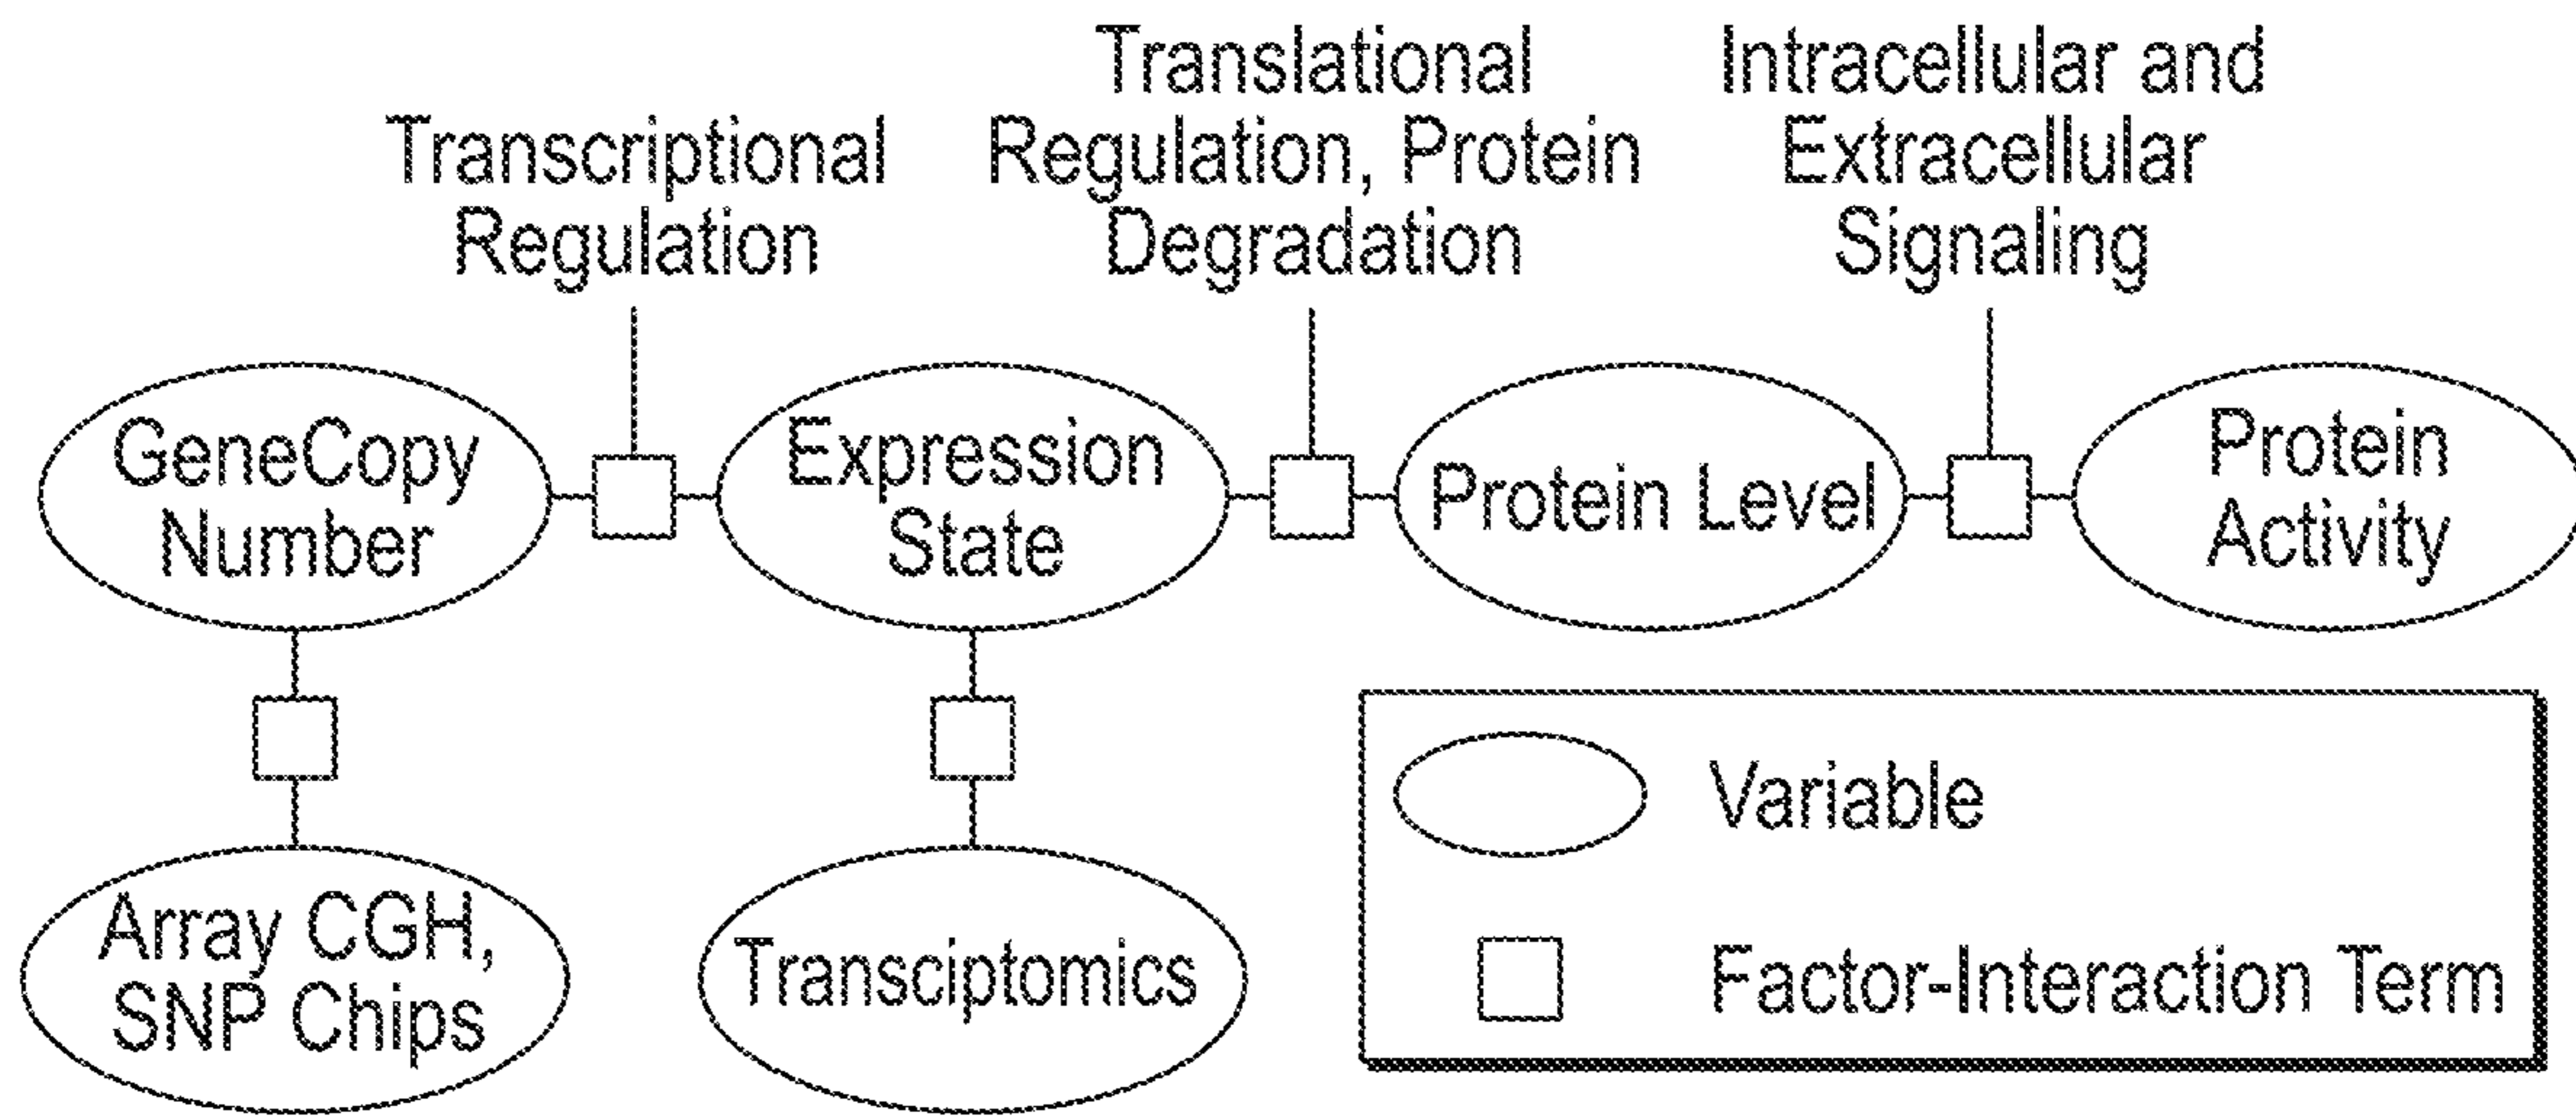 Transcriptional
Regulation
Translational
Regulation, Protein
Degradation
Intracellular and
Extracellular
Signaling
GeneCopy
Number
Expression
State
Protein Level
Protein
Activity
Array CGH,
SNP Chips
Transciptomics
Variable
Factor-Interaction Term